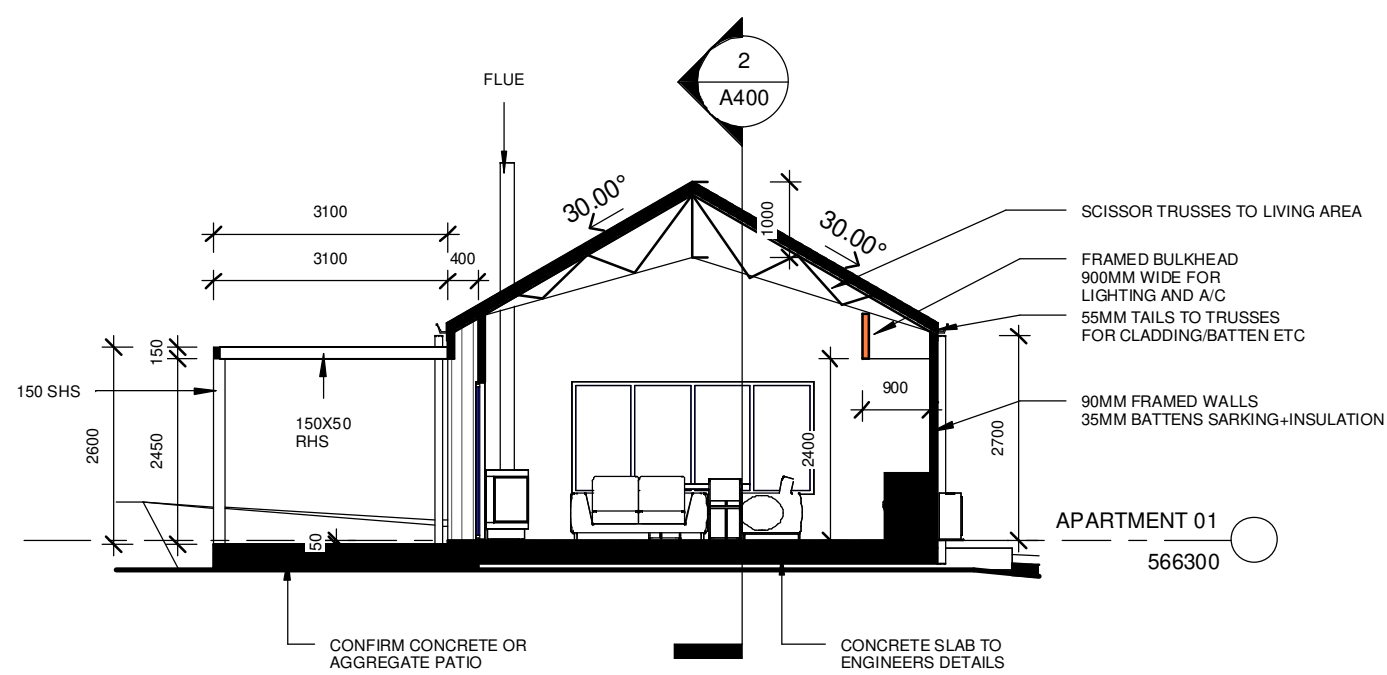 2
A400
FLUE
30.00°
30.00°
1000
3100
3100
400
SCISSOR TRUSSES TO LIVING AREA
FRAMED BULKHEAD
900MM WIDE FOR
LIGHTING AND A/C
55MM TAILS TO TRUSSES
FOR CLADDING/BATTEN ETC
150
150 SHS
150X50
RHS
900
90MM FRAMED WALLS
35MM BATTENS SARKING+INSULATION
2600
2450
2400
2700
50
APARTMENT 01
566300
CONFIRM CONCRETE OR
AGGREGATE PATIO
CONCRETE SLAB TO
ENGINEERS DETAILS